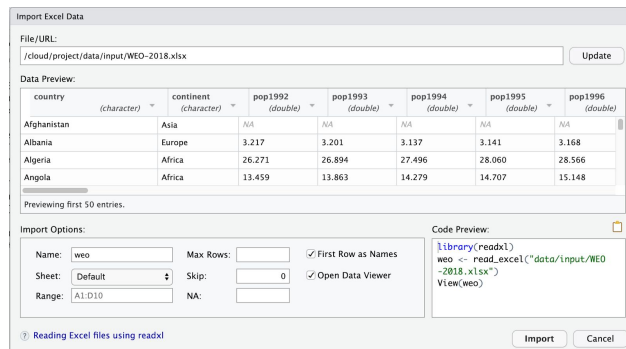 Import Excel Data
File/URL:
/cloud/project/data/input/WEO-2018.xlsx
Update
Data Preview:
country continent pop1992 pop1993 pop1994 pop1995 pop1996
(character) (character) (double) (double) (double) (double) (double)
Afghanistan Asia NA NA NA NA NA
Albania Europe 3.217 3.201 3.137 3.141 3.168
Algeria Africa 26.271 26.894 27.496 28.060 28.566
Angola Africa 13.459 13.863 14.279 14.707 15.148
Previewing first 50 entries.
Import Options:
Name: weo Max Rows: First Row as Names
Sheet: Default Skip: 0 Open Data Viewer
Range: A1:D10 NA:
Code Preview:
library(readxl)
weo <- read_excel("data/input/WEO
-2018.xlsx")
View(weo)
? Reading Excel files using readxl
Import Cancel